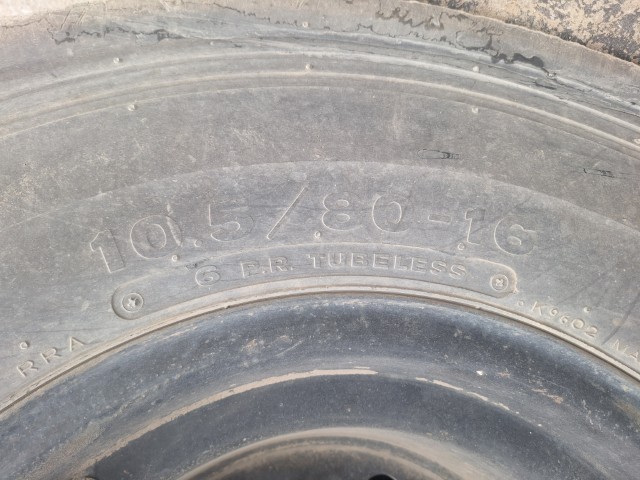 10.5/80-16
6 P.R. TUBELESS
RRA
K9602